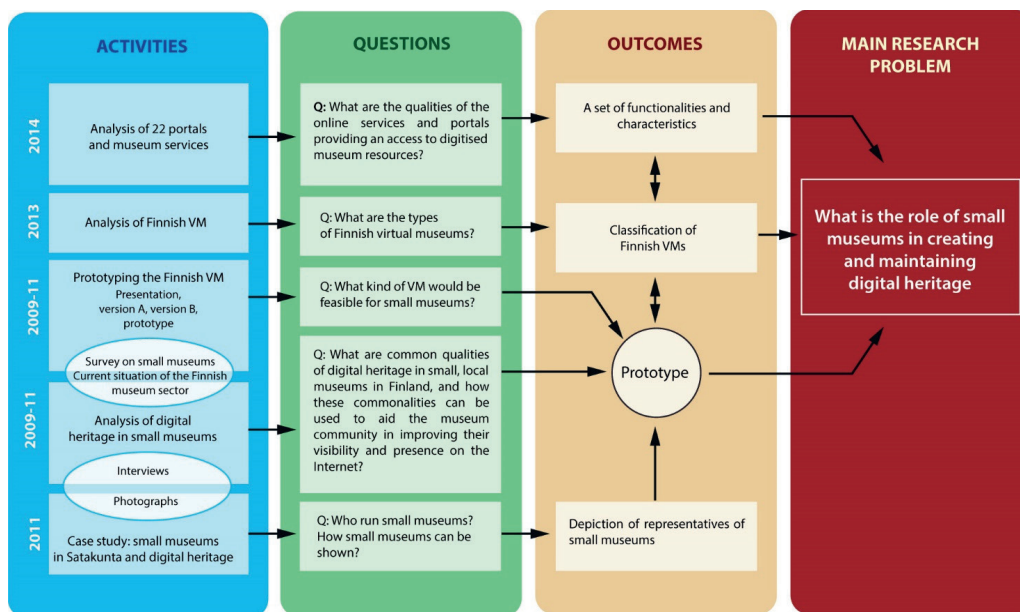 ACTIVITIES
2014
Analysis of 22 portals
and museum services
2013
Analysis of Finnish VM
2009-11
Prototyping the Finnish VM
Presentation,
version A, version B,
prototype
Survey on small museums
Current situation of the Finnish
museum sector
2009-11
Analysis of digital
heritage in small museums
Interviews
Photographs
2011
Case study: small museums
in Satakunta and digital heritage
QUESTIONS
Q: What are the qualities of the
online services and portals
providing an access to digitised
museum resources?
Q: What are the types
of Finnish virtual museums?
Q: What kind of VM would be
feasible for small museums?
Q: What are common qualities
of digital heritage in small, local
museums in Finland, and how
these commonalities can be
used to aid the museum
community in improving their
visibility and presence on the
Internet?
Q: Who run small museums?
How small museums can be
shown?
OUTCOMES
A set of functionalities and
characteristics
Classification of
Finnish VMs
Prototype
Depiction of representatives of
small museums
MAIN RESEARCH
PROBLEM
What is the role of small
museums in creating
and maintaining
digital heritage